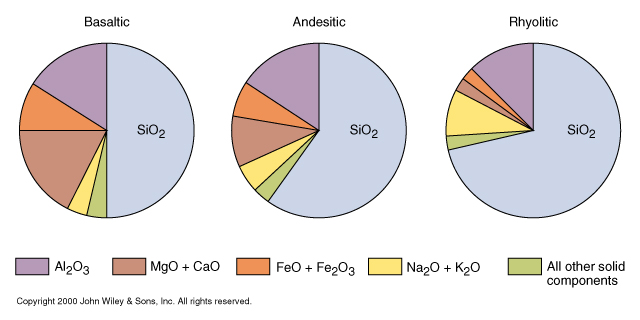 Basaltic Andesitic Rhyolitic
SiO₂ SiO₂ SiO₂
Al₂O₃ MgO + CaO FeO + Fe₂O₃ Na₂O + K₂O All other solid
components
Copyright 2000 John Wiley & Sons, Inc. All rights reserved.